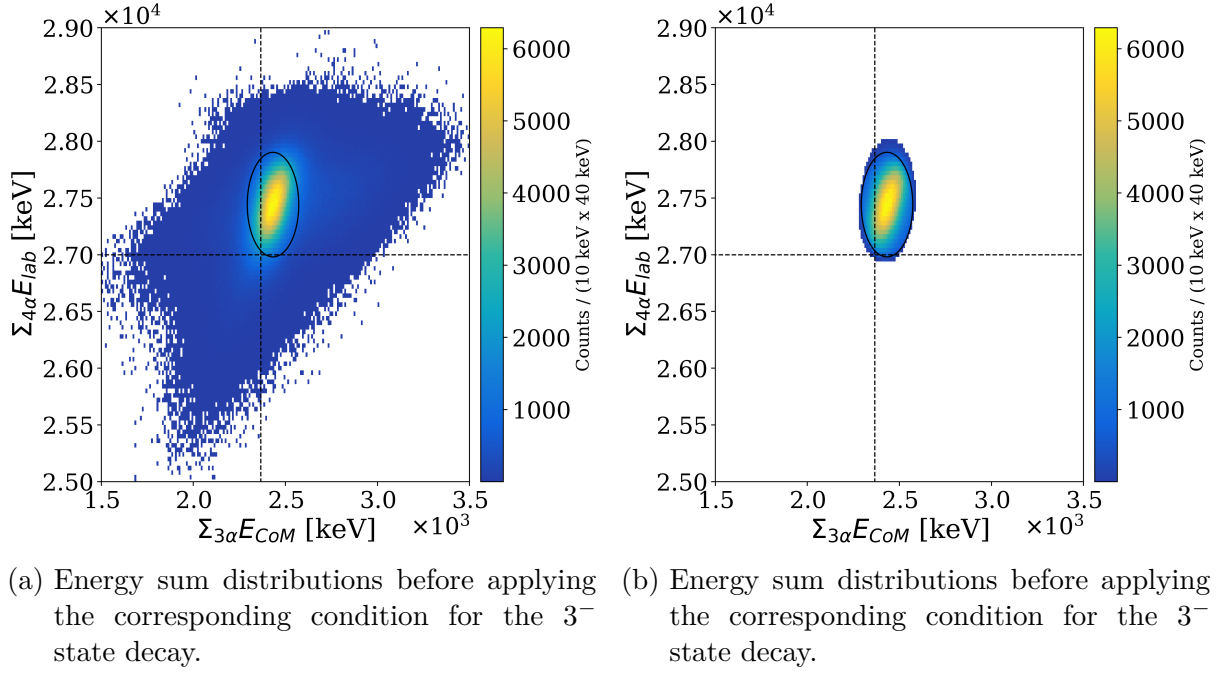 ×10⁴
2.90
2.85
2.80
2.75
2.70
2.65
2.60
2.55
2.50
Σ₄αE_lab [keV]
1.5 2.0 2.5 3.0 3.5
Σ₃αE_CoM [keV] ×10³
6000
5000
4000
3000
2000
1000
Counts / (10 keV x 40 keV)
×10⁴
2.90
2.85
2.80
2.75
2.70
2.65
2.60
2.55
2.50
Σ₄αE_lab [keV]
1.5 2.0 2.5 3.0 3.5
Σ₃αE_CoM [keV] ×10³
6000
5000
4000
3000
2000
1000
Counts / (10 keV x 40 keV)
(a) Energy sum distributions before applying
the corresponding condition for the 3⁻
state decay.
(b) Energy sum distributions before applying
the corresponding condition for the 3⁻
state decay.